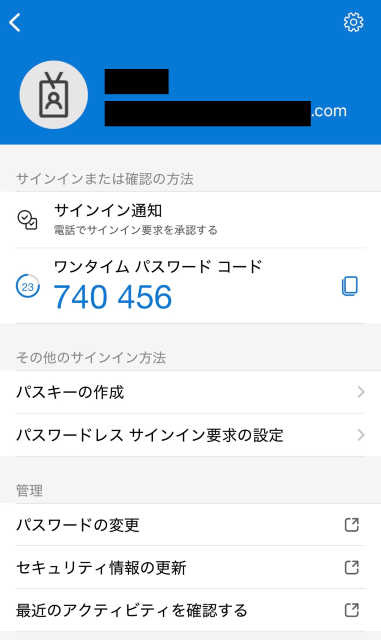 .com
サインインまたは確認の方法
サインイン通知
電話でサインイン要求を承認する
ワンタイム パスワード コード
23
740 456
その他のサインイン方法
パスキーの作成
パスワードレス サインイン要求の設定
管理
パスワードの変更
セキュリティ情報の更新
最近のアクティビティを確認する